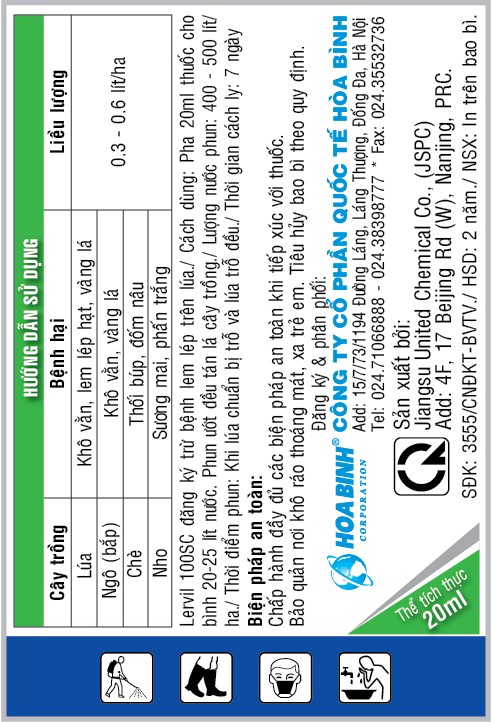 HƯỚNG DẪN SỬ DỤNG
Cây trồng Bệnh hại Liều lượng
Lúa Khô vằn, lem lép hạt, vàng lá
Ngô (bắp) Khô vằn, vàng lá 0.3 - 0.6 lít/ha
Chè Thối búp, đốm nâu
Nho Sương mai, phấn trắng
Lervil 100SC đăng ký trừ bệnh lem lép trên lúa./ Cách dùng: Pha 20ml thuốc cho
bình 20-25 lít nước. Phun ướt đều tán lá cây trồng./ Lượng nước phun: 400 - 500 lít/
ha./ Thời điểm phun: Khi lúa chuẩn bị trổ và lúa trổ đều./ Thời gian cách ly: 7 ngày
Biện pháp an toàn:
Chấp hành đầy đủ các biện pháp an toàn khi tiếp xúc với thuốc.
Bảo quản nơi khô ráo thoáng mát, xa trẻ em. Tiêu hủy bao bì theo quy định.
Đăng ký & phân phối:
HOA BINH® CÔNG TY CỔ PHẦN QUỐC TẾ HÒA BÌNH
CORPORATION
Add: 15/7/73/1194 Đường Láng, Láng Thượng, Đống Đa, Hà Nội
Tel: 024.71066888 - 024.38398777 * Fax: 024.35532736
Sản xuất bởi:
Jiangsu United Chemical Co., (JSPC)
Add: 4F, 17 Beijing Rd (W), Nanjing, PRC.
SĐK: 3555/CNĐKT-BVTV./ HSD: 2 năm./ NSX: In trên bao bì.
Thể tích thực
20ml